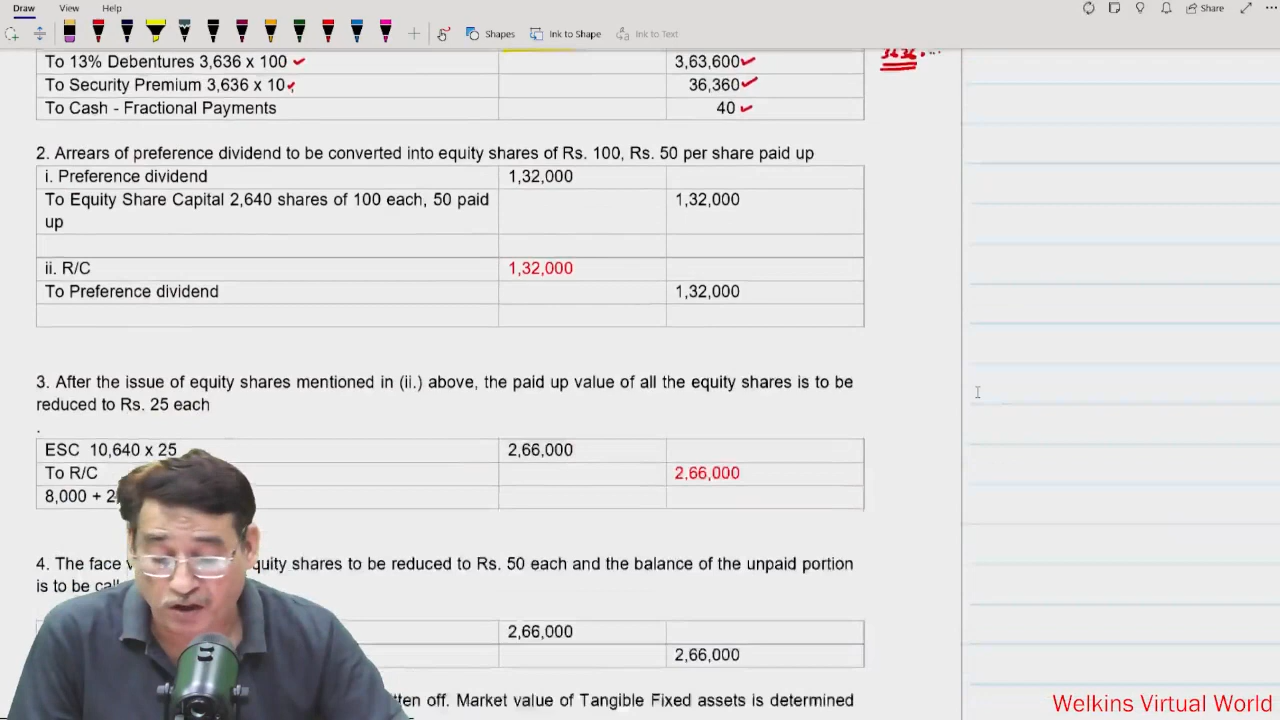 Draw View Help
Share
Shapes Ink to Shape Ink to Text
To 13% Debentures 3,636 x 100 3,63,600
3636
To Security Premium 3,636 x 10 36,360
To Cash - Fractional Payments 40
2. Arrears of preference dividend to be converted into equity shares of Rs. 100, Rs. 50 per share paid up
i. Preference dividend 1,32,000
To Equity Share Capital 2,640 shares of 100 each, 50 paid 1,32,000
up
ii. R/C 1,32,000
To Preference dividend 1,32,000
3. After the issue of equity shares mentioned in (ii.) above, the paid up value of all the equity shares is to be
reduced to Rs. 25 each
.
ESC 10,640 x 25 2,66,000
To R/C 2,66,000
8,000 + 2
4. The face equity shares to be reduced to Rs. 50 each and the balance of the unpaid portion
is to be
2,66,000
2,66,000
off. Market value of Tangible Fixed assets is determined
Welkins Virtual World